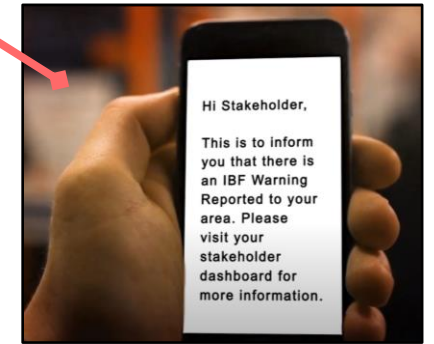 Hi Stakeholder,
This is to inform
you that there is
an IBF Warning
Reported to your
area. Please
visit your
stakeholder
dashboard for
more information.